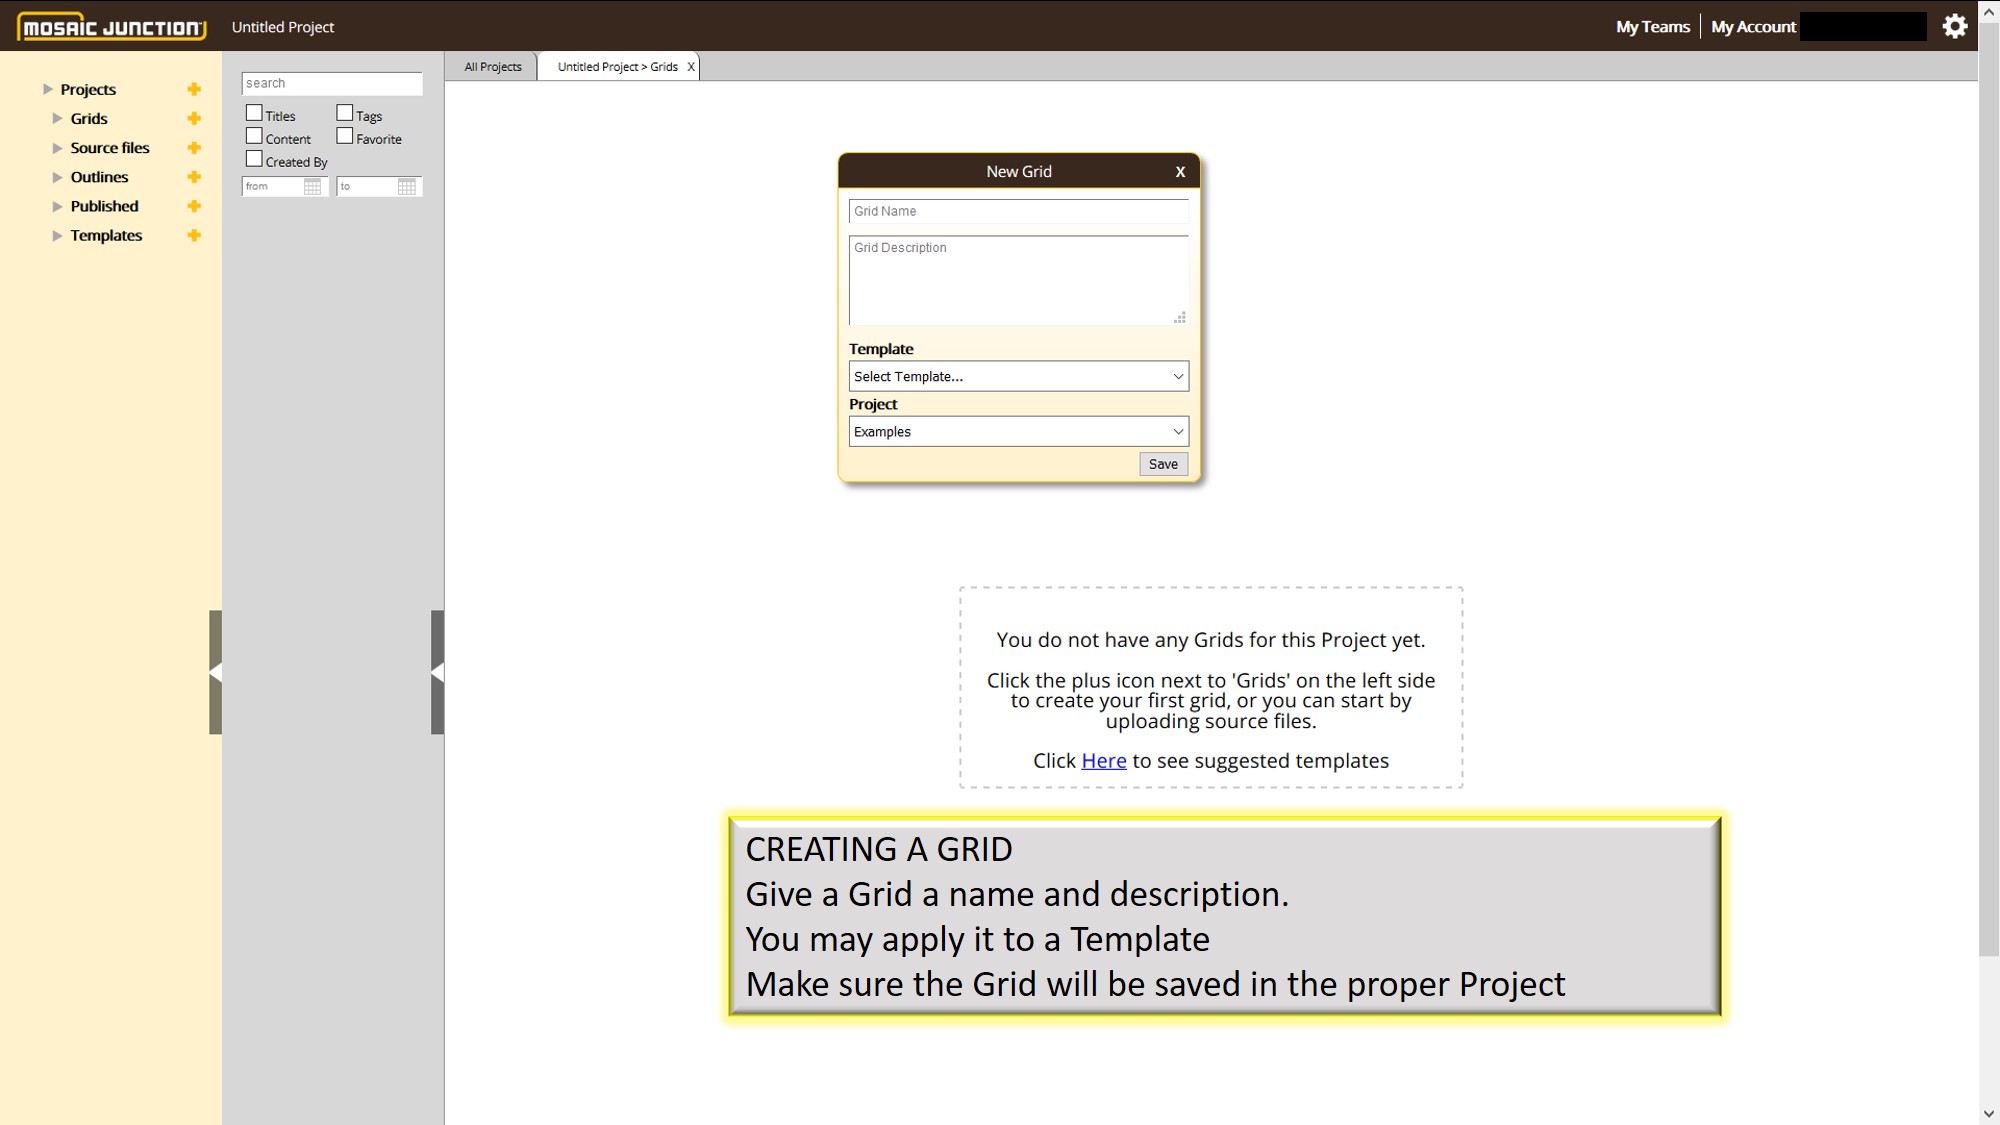 MOSAIC JUNCTION
Untitled Project
My Teams
My Account
Projects
Grids
Source files
Outlines
Published
Templates
search
Titles
Tags
Content
Favorite
Created By
from
to
All Projects
Untitled Project > Grids X
New Grid X
Grid Name
Grid Description
Template
Select Template...
Project
Examples
Save
You do not have any Grids for this Project yet.
Click the plus icon next to 'Grids' on the left side
to create your first grid, or you can start by
uploading source files.
Click Here to see suggested templates
CREATING A GRID
Give a Grid a name and description.
You may apply it to a Template
Make sure the Grid will be saved in the proper Project